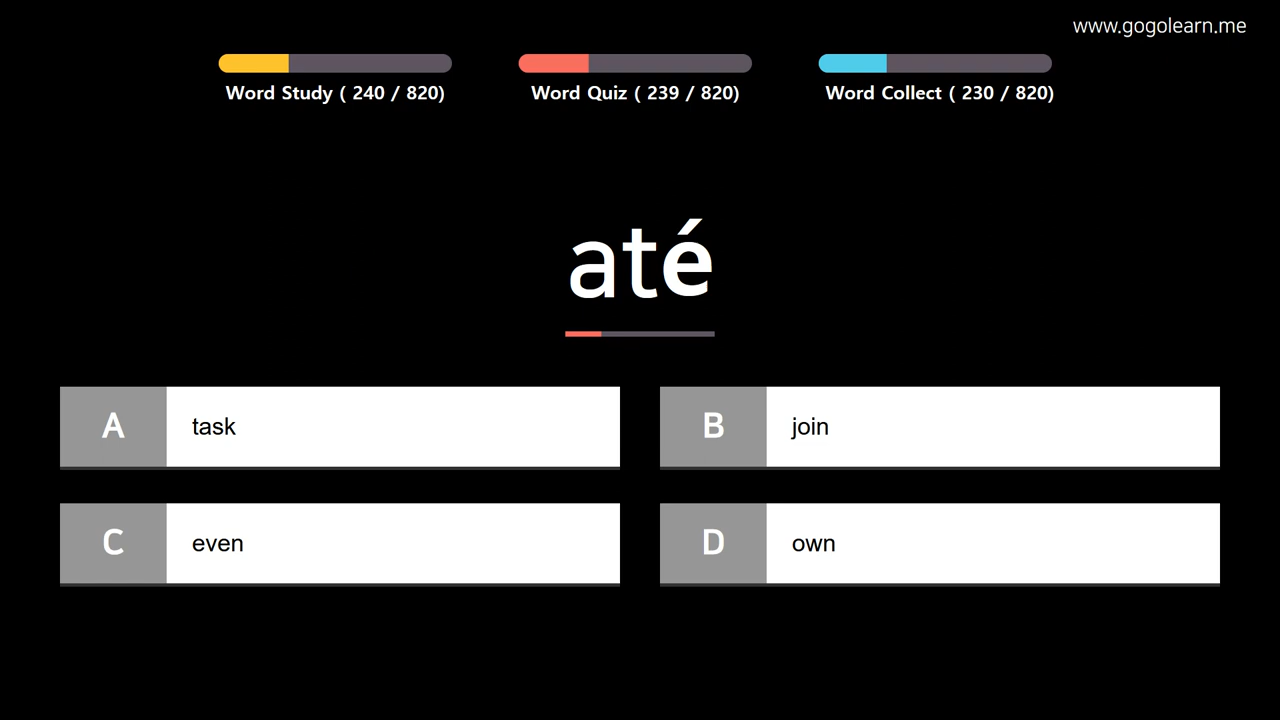 www.gogolearn.me
Word Study ( 240 / 820)
Word Quiz ( 239 / 820)
Word Collect ( 230 / 820)
até
A task
B join
C even
D own